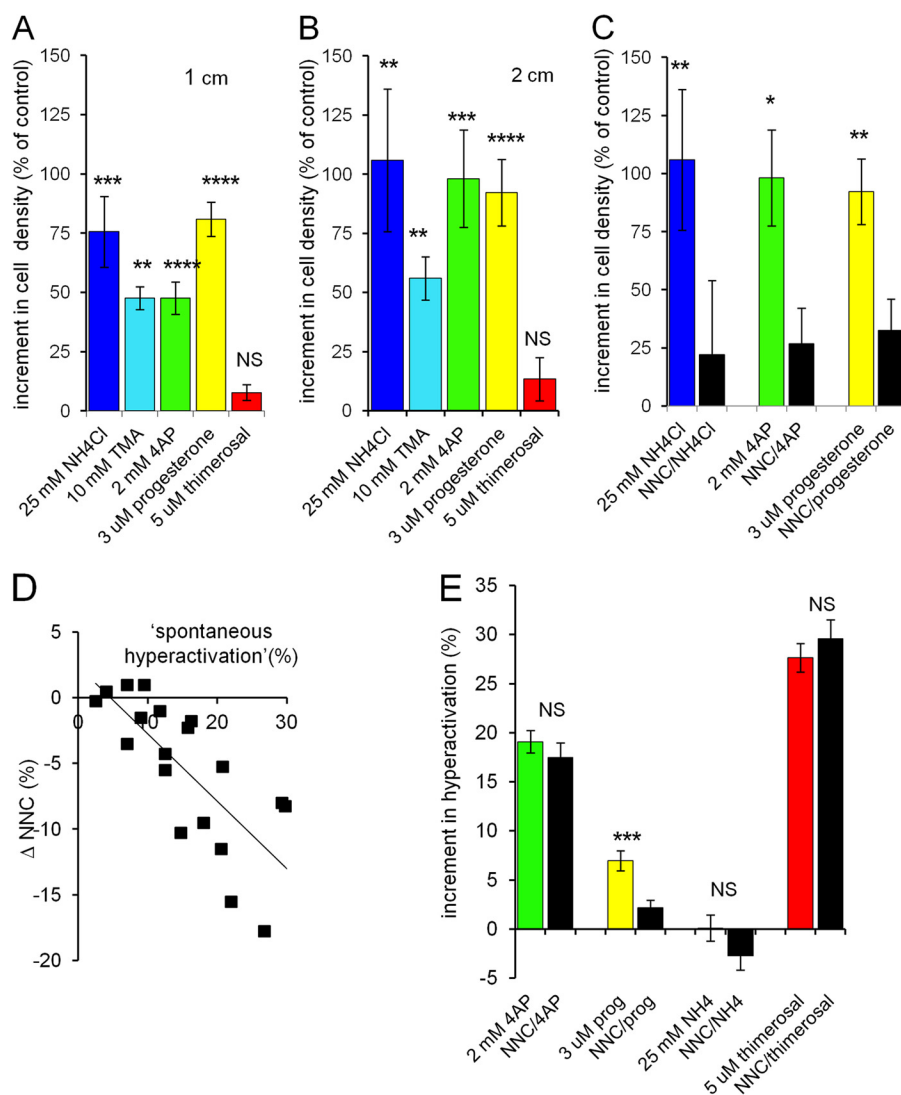 A
increment in cell density (% of control)
150
125
100
75
50
25
0
1 cm
***
**
****
****
NS
25 mM NH4Cl
10 mM TMA
2 mM 4AP
3 uM progesterone
5 uM thimerosal
B
increment in cell density (% of control)
150
125
100
75
50
25
0
2 cm
**
**
***
****
NS
25 mM NH4Cl
10 mM TMA
2 mM 4AP
3 uM progesterone
5 uM thimerosal
C
increment in cell density (% of control)
150
125
100
75
50
25
0
**
*
**
25 mM NH4Cl
NNC/NH4Cl
2 mM 4AP
NNC/4AP
3 uM progesterone
NNC/progesterone
D
'spontaneous
hyperactivation'(%)
Δ NNC (%)
5
0
-5
-10
-15
-20
0
10
20
30
E
increment in hyperactivation (%)
35
30
25
20
15
10
5
0
-5
NS
***
NS
NS
2 mM 4AP
NNC/4AP
3 uM prog
NNC/prog
25 mM NH4
NNC/NH4
5 uM thimerosal
NNC/thimerosal